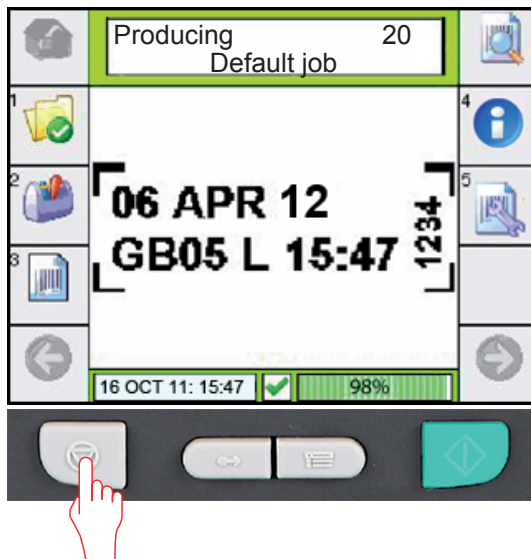 Producing 20
Default job
1
2
3
4
5
06 APR 12
GB05 L 15:47
1234
16 OCT 11: 15:47
98%